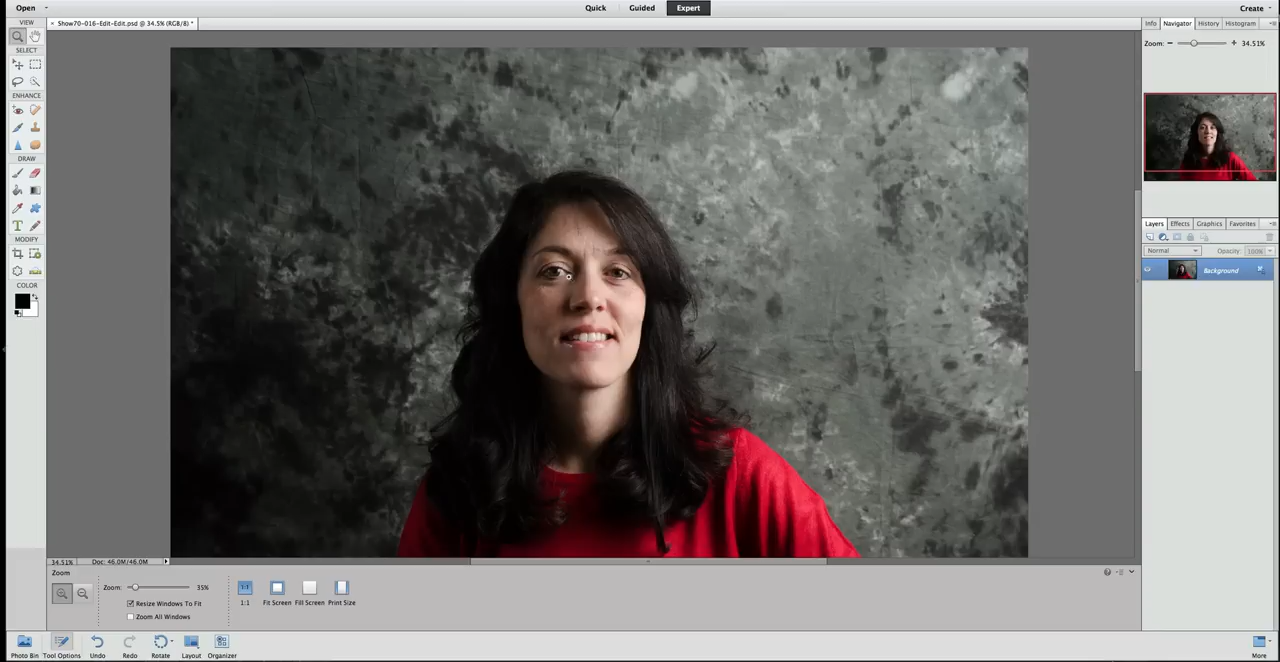 Open
Quick
Guided
Expert
Create
VIEW
× Show70-016-Edit-Edit.psd @ 34.5% (RGB/8) *
Info
Navigator
History
Histogram
SELECT
Zoom:
34.51%
ENHANCE
DRAW
T
MODIFY
COLOR
Layers
Effects
Graphics
Favorites
Normal
Opacity:
100%
Background
34.51%
Doc: 46.0M/46.0M
Zoom
Zoom:
35%
1:1
Resize Windows To Fit
Zoom All Windows
1:1
Fit Screen
Fill Screen
Print Size
Photo Bin
Tool Options
Undo
Redo
Rotate
Layout
Organizer
More